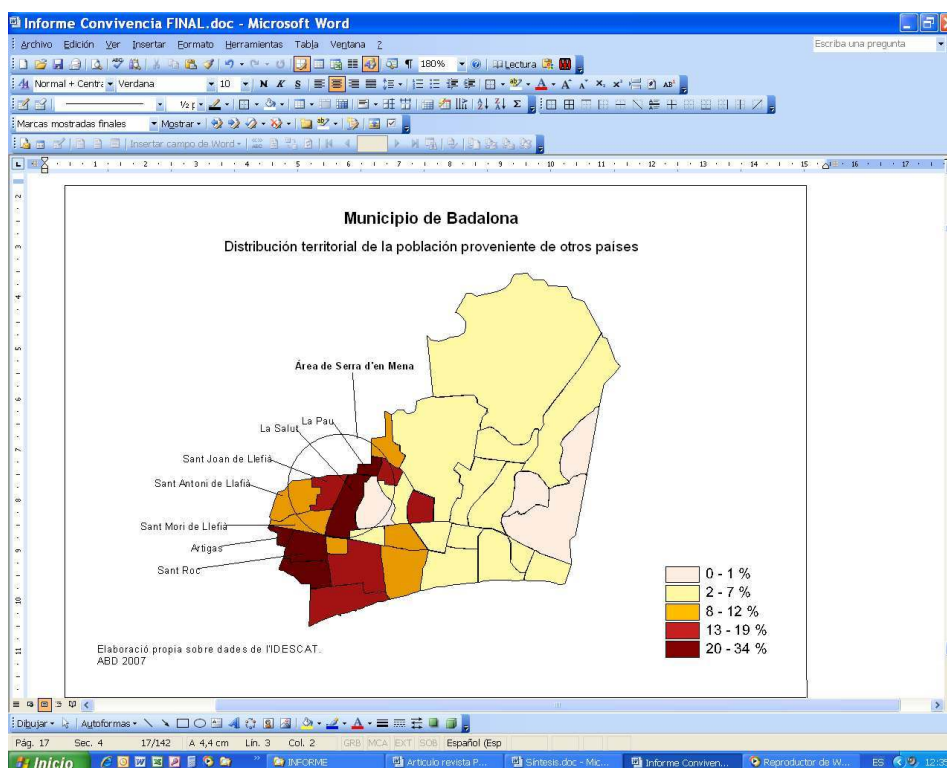 Informe Convivencia FINAL.doc - Microsoft Word
Archivo Edición Ver Insertar Formato Herramientas Tabla Ventana ?
Escriba una pregunta
180% Lectura
Normal + Centra Verdana 10 N K S
Marcas mostradas finales Mostrar
Insertar campo de Word
Municipio de Badalona
Distribución territorial de la población proveniente de otros países
Área de Serra d'en Mena
La Pau
La Salut
Sant Joan de Llefià
Sant Antoni de Llafià
Sant Mori de Llefià
Artigas
Sant Roc
0 - 1 %
2 - 7 %
8 - 12 %
13 - 19 %
20 - 34 %
Elaboració propia sobre dades de l'IDESCAT.
ABD 2007
Dibujar Autoformas
Pág. 17 Sec. 4 17/142 A 4,4 cm Lín. 3 Col. 2 GRB MCA EXT SOB Español (Esp
Inicio INFORME Articulo revista P... Síntesis.doc - Mic... Informe Conviven... Reproductor de W... ES